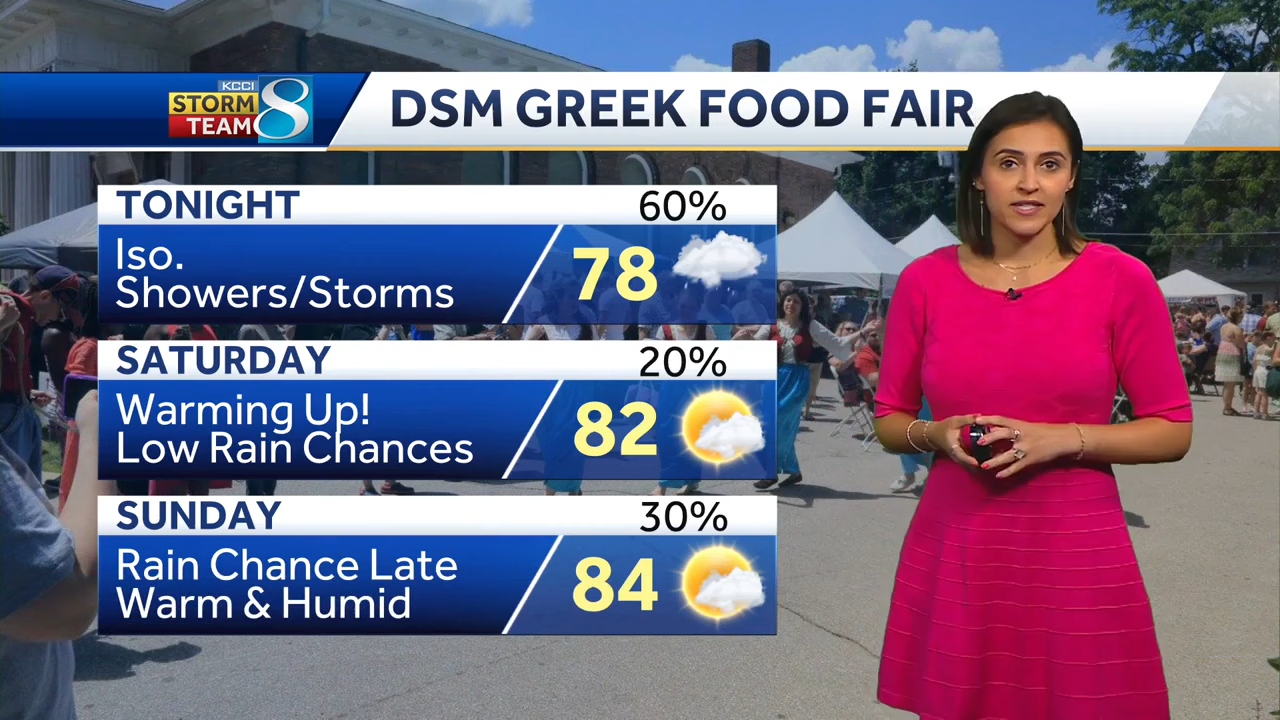 KCCI
STORM
TEAM 8
DSM GREEK FOOD FAIR
TONIGHT 60%
Iso.
Showers/Storms
78
SATURDAY 20%
Warming Up!
Low Rain Chances
82
SUNDAY 30%
Rain Chance Late
Warm & Humid
84